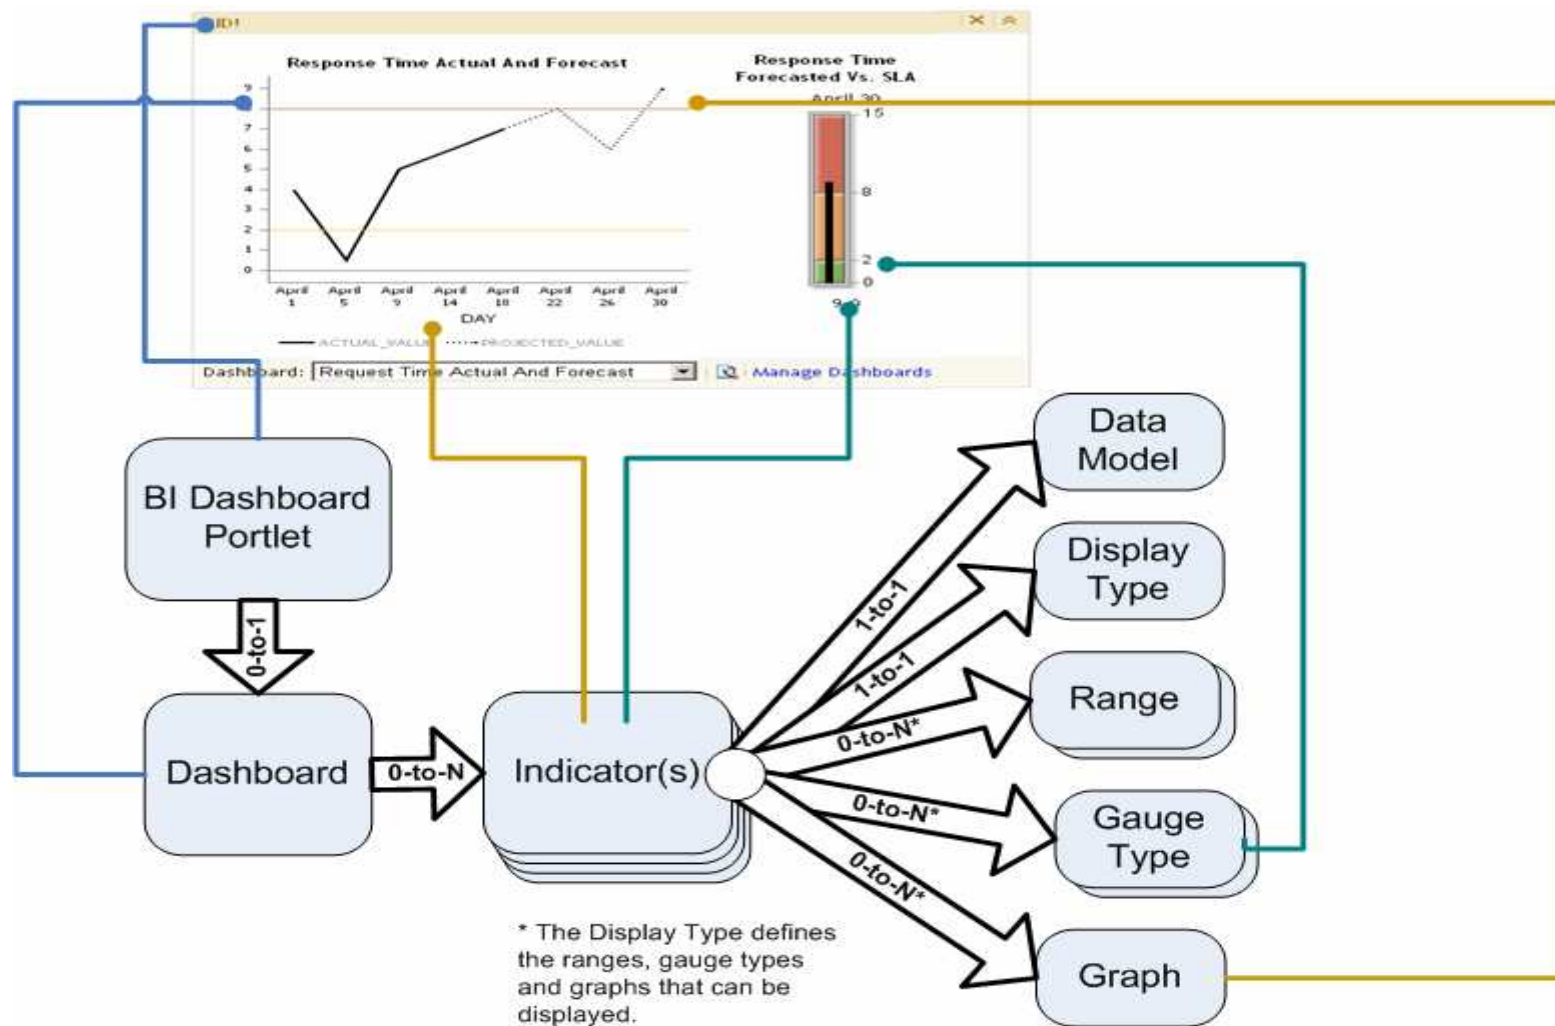 ID!
Response Time Actual And Forecast
Response Time
Forecasted Vs. SLA
April 30
9
7
6
5
4
3
2
1
0
15
8
2
0
April 1
April 5
April 9
April 14
April 18
April 22
April 26
April 30
DAY
ACTUAL_VALUE
PROJECTED_VALUE
Dashboard:
Request Time Actual And Forecast
Manage Dashboards
BI Dashboard
Portlet
0-to-1
Dashboard
0-to-N
Indicator(s)
1-to-1
1-to-1
0-to-N*
0-to-N*
0-to-N*
Data
Model
Display
Type
Range
Gauge
Type
Graph
* The Display Type defines
the ranges, gauge types
and graphs that can be
displayed.